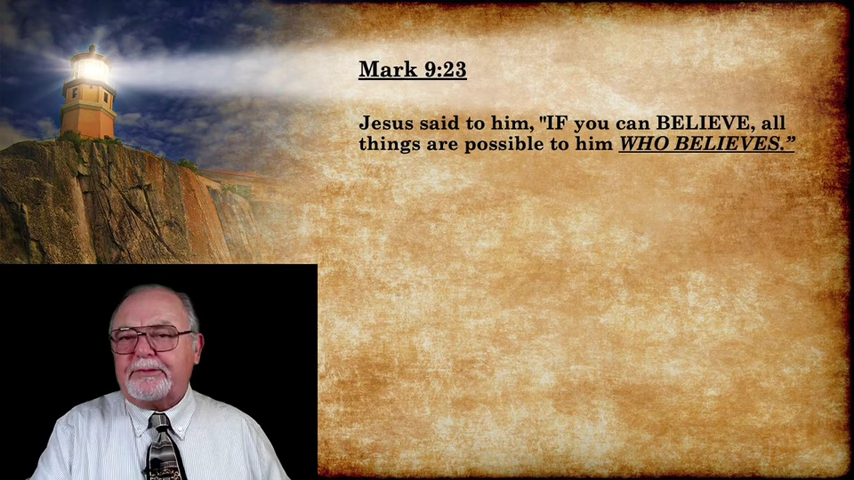 Mark 9:23
Jesus said to him, "IF you can BELIEVE, all
things are possible to him WHO BELIEVES.”